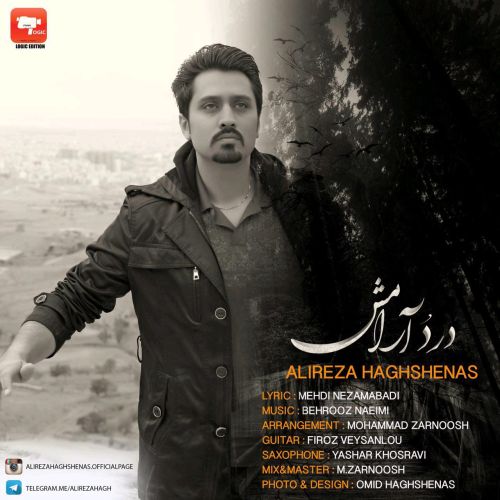 LOGIC
LOGIC EDITION
درد آرامش
ALIREZA HAGHSHENAS
LYRIC : MEHDI NEZAMABADI
MUSIC : BEHROOZ NAEIMI
ARRANGEMENT : MOHAMMAD ZARNOOSH
GUITAR : FIROZ VEYSANLOU
SAXOPHONE : YASHAR KHOSRAVI
MIX&MASTER : M.ZARNOOSH
PHOTO & DESIGN : OMID HAGHSHENAS
ALIREZAHAGHSHENAS.OFFICIALPAGE
TELEGRAM.ME/ALIREZAHAGH